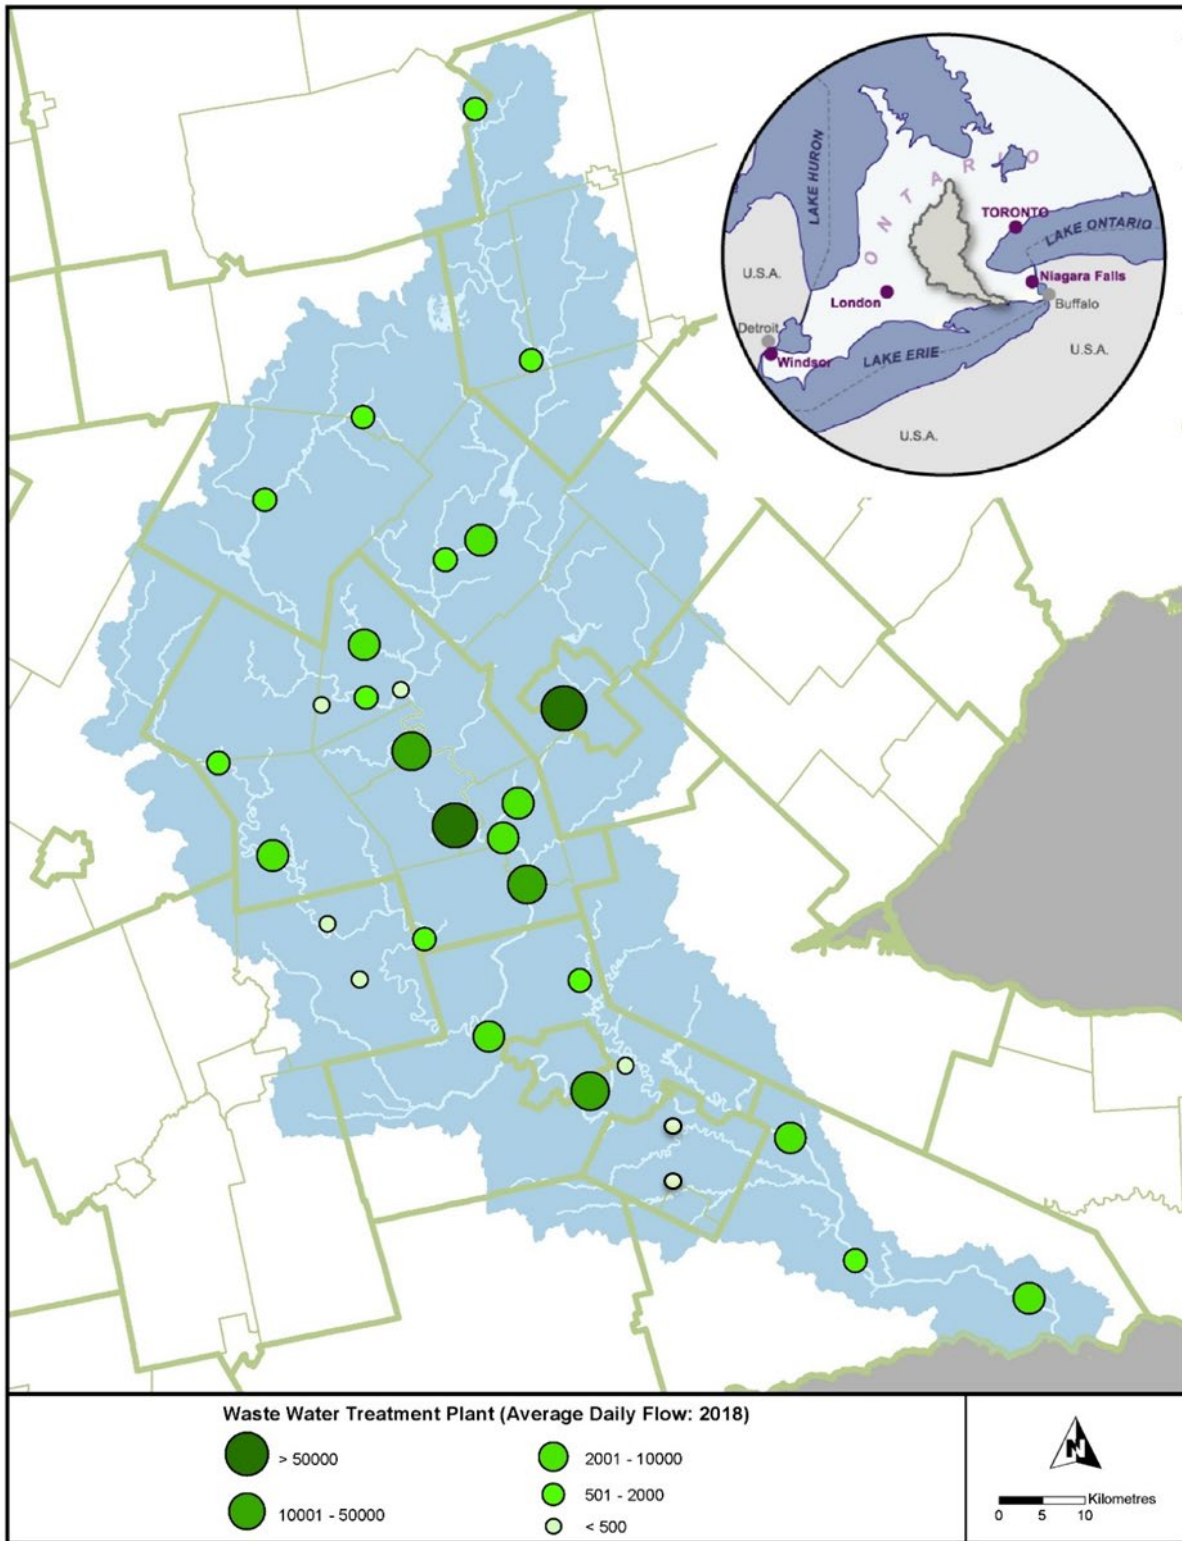 LAKE HURON
ONTARIO
TORONTO
LAKE ONTARIO
U.S.A.
Niagara Falls
London
Buffalo
Detroit
Windsor
LAKE ERIE
U.S.A.
U.S.A.
Waste Water Treatment Plant (Average Daily Flow: 2018)
> 50000
2001 - 10000
501 - 2000
10001 - 50000
< 500
N
Kilometres
0 5 10